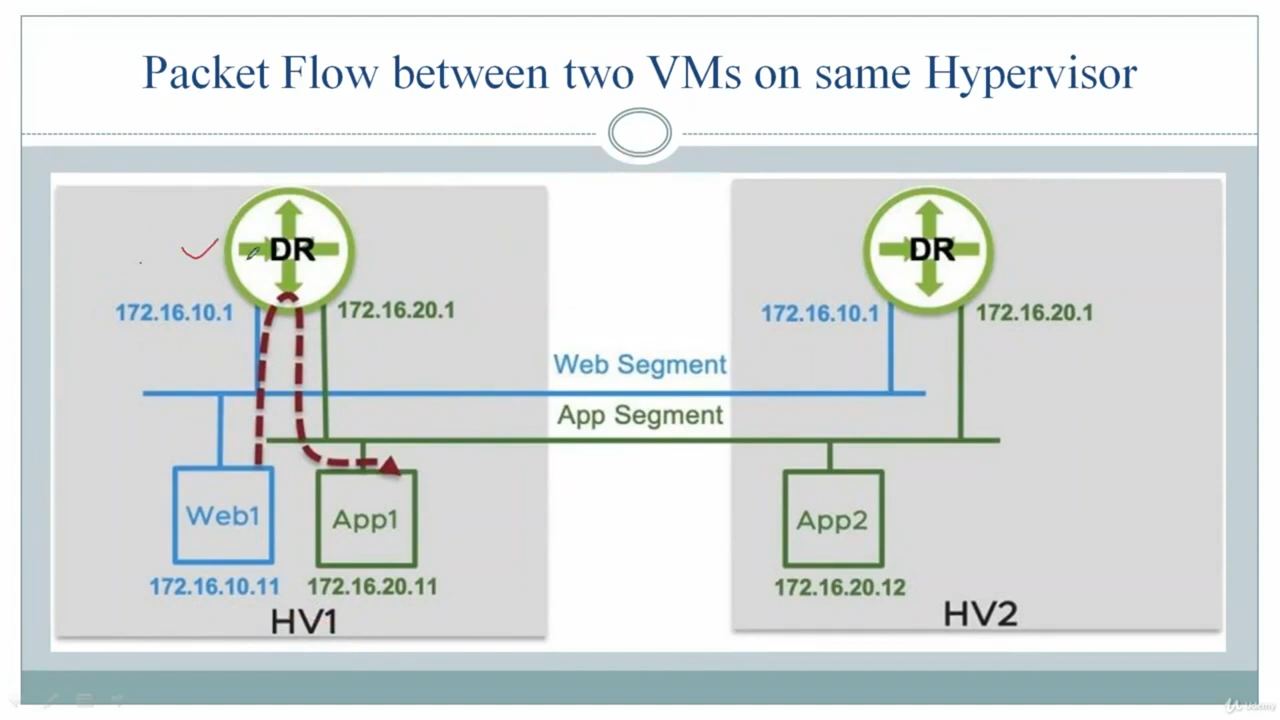 Packet Flow between two VMs on same Hypervisor
DR
172.16.10.1
172.16.20.1
Web1
172.16.10.11
App1
172.16.20.11
HV1
Web Segment
App Segment
DR
172.16.10.1
172.16.20.1
App2
172.16.20.12
HV2
Udemy